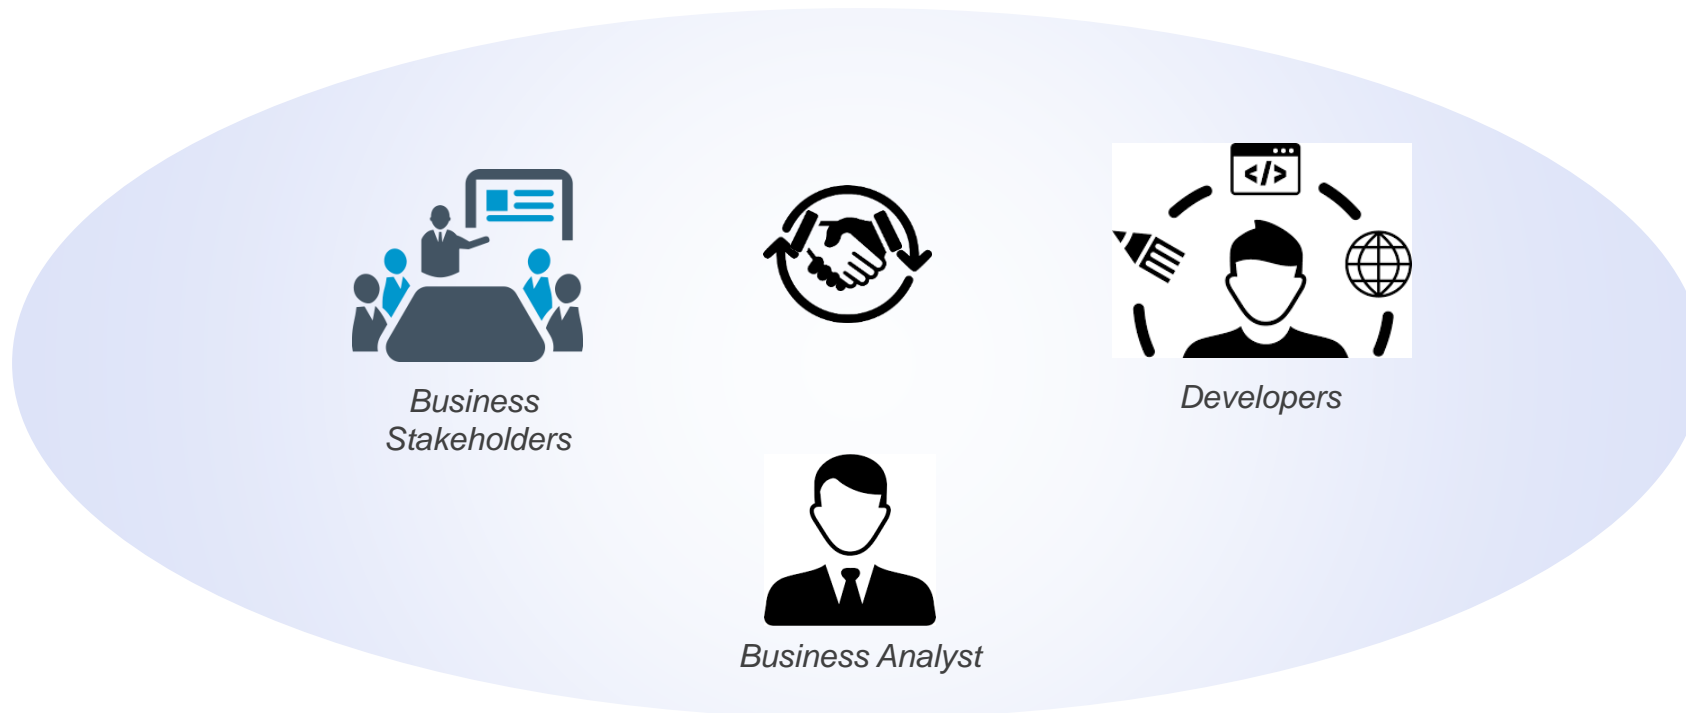 </>
Business
Stakeholders
Developers
Business Analyst